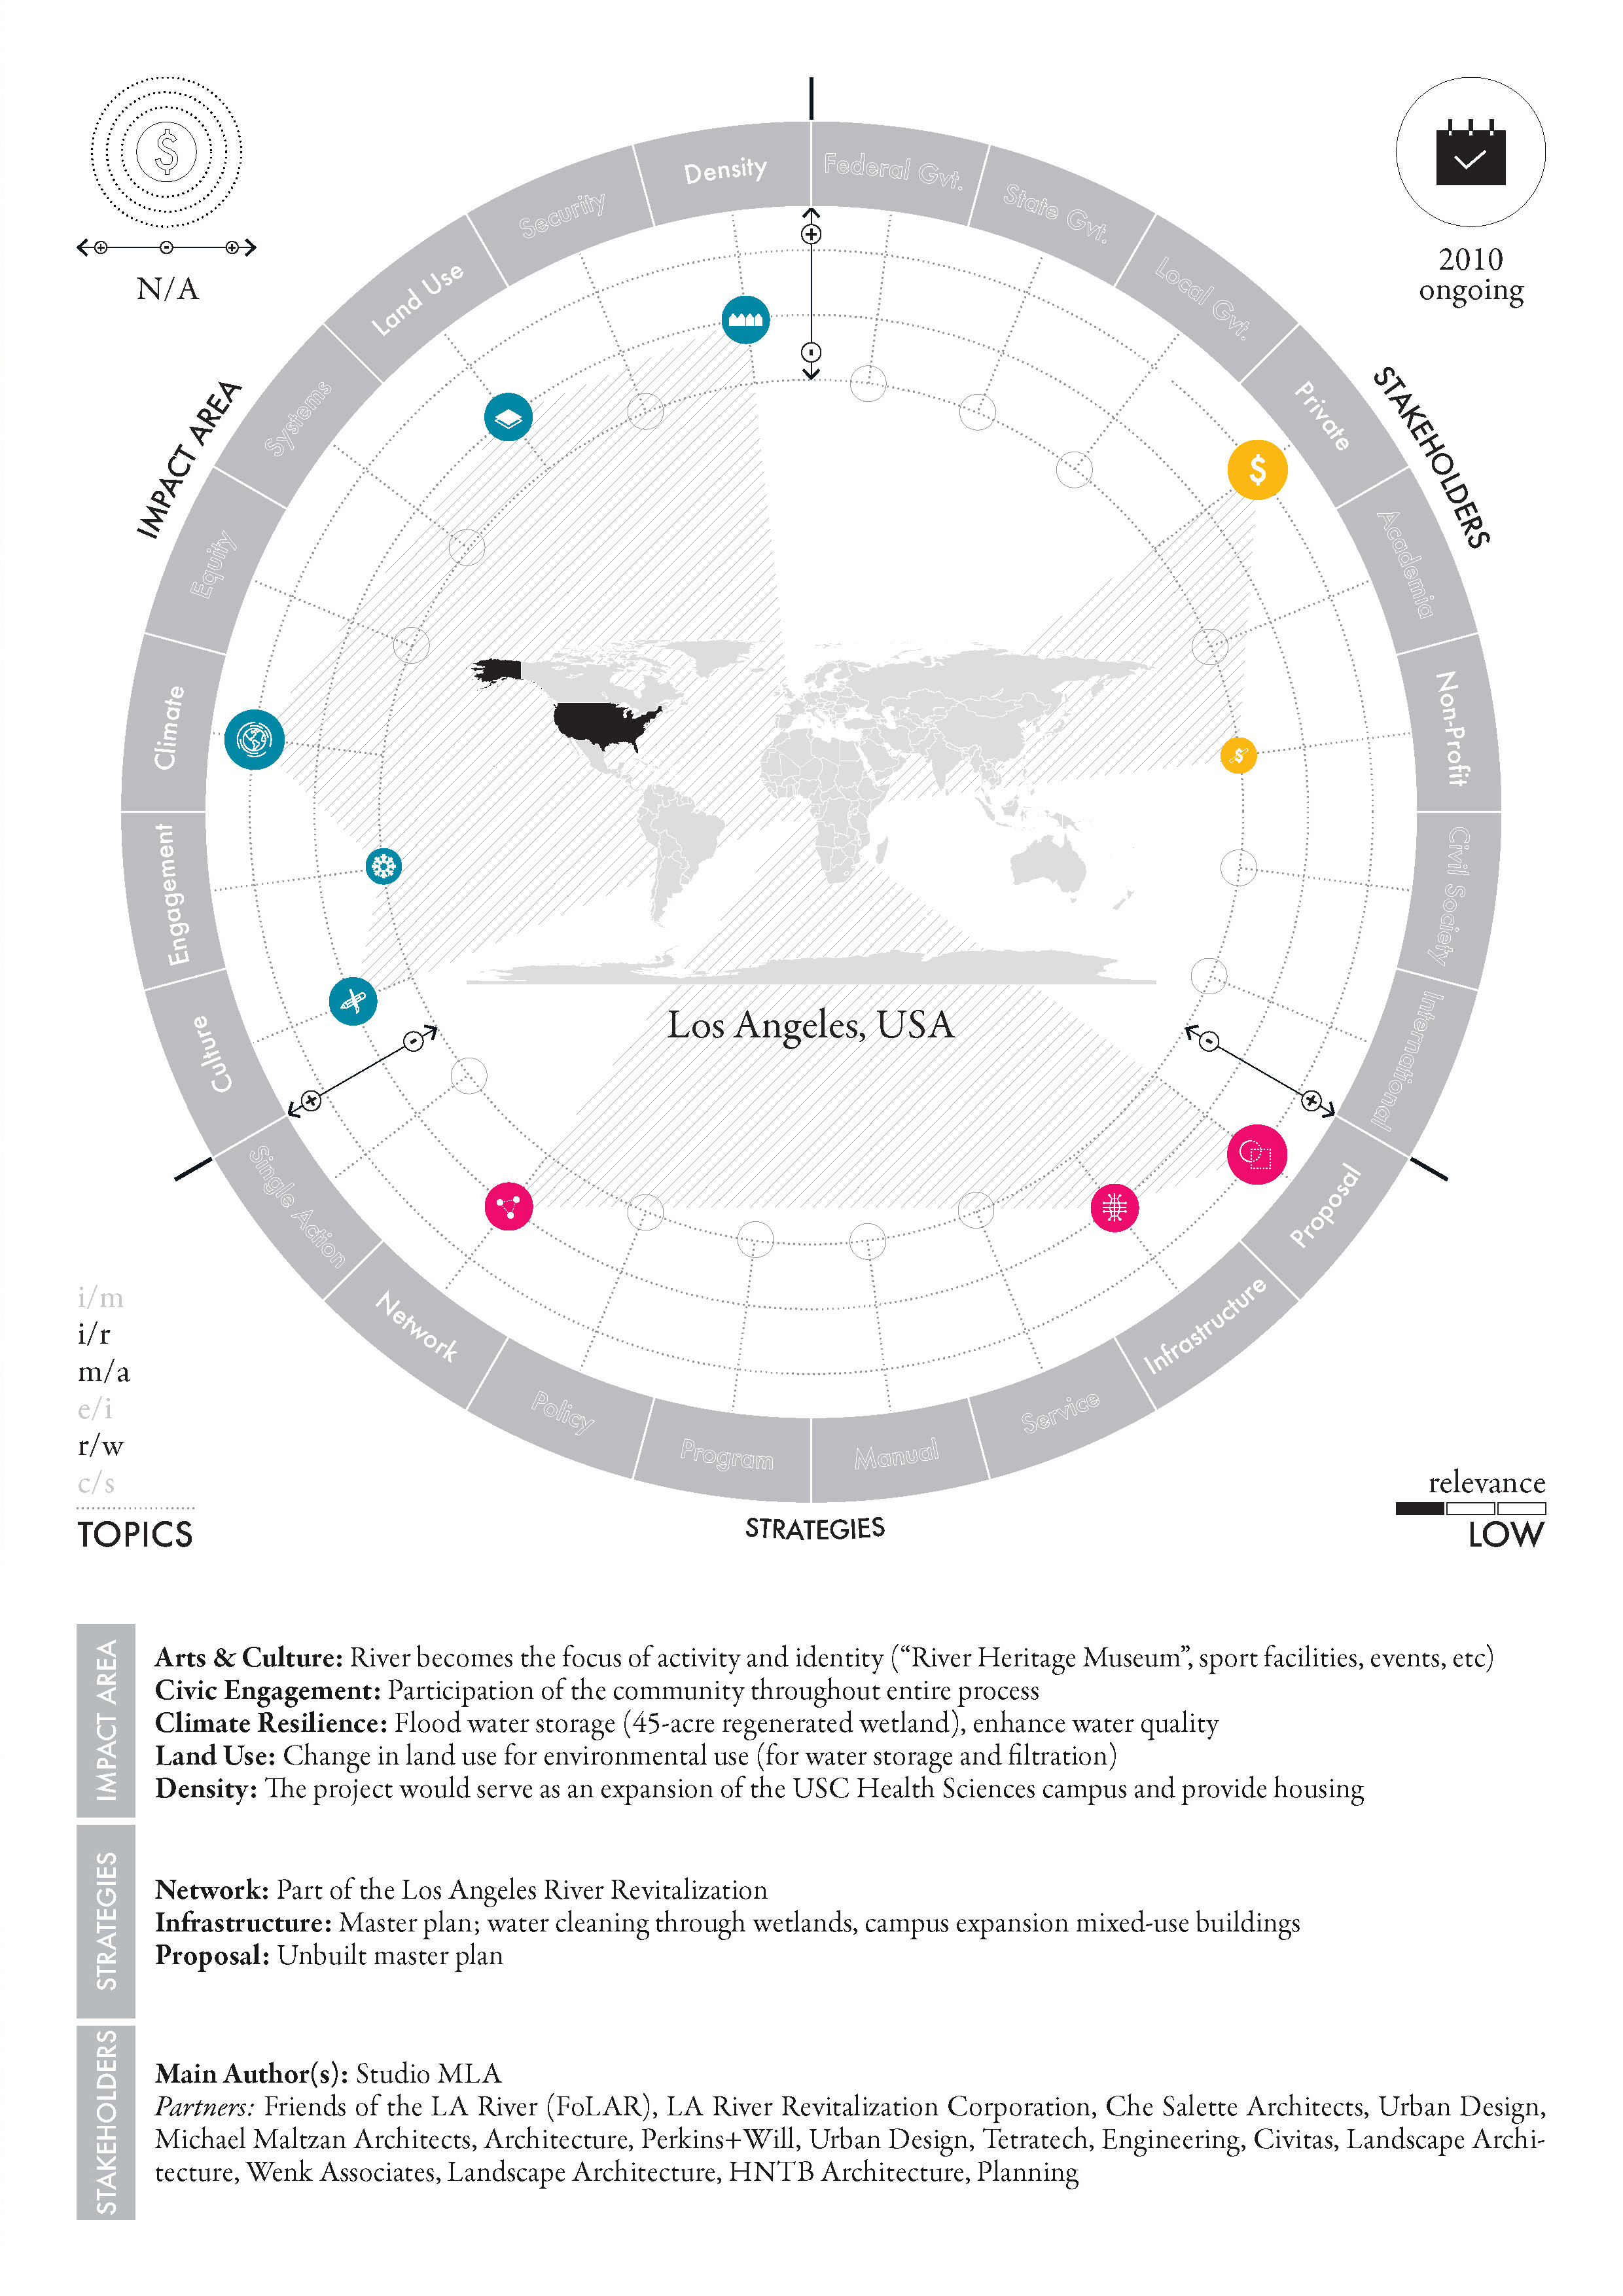 N/A
2010
ongoing
IMPACT AREA
STAKEHOLDERS
Density
Federal Gvt.
State Gvt.
Local Gvt.
Private
Academia
Non-Profit
Civil Society
International
Proposal
Infrastructure
Service
Manual
Program
Policy
Network
Single Action
Culture
Engagement
Climate
Equity
Systems
Land Use
Security
Los Angeles, USA
i/m
i/r
m/a
e/i
r/w
c/s
TOPICS
STRATEGIES
relevance
LOW
IMPACT AREA
Arts & Culture: River becomes the focus of activity and identity (“River Heritage Museum”, sport facilities, events, etc)
Civic Engagement: Participation of the community throughout entire process
Climate Resilience: Flood water storage (45-acre regenerated wetland), enhance water quality
Land Use: Change in land use for environmental use (for water storage and filtration)
Density: The project would serve as an expansion of the USC Health Sciences campus and provide housing
STRATEGIES
Network: Part of the Los Angeles River Revitalization
Infrastructure: Master plan; water cleaning through wetlands, campus expansion mixed-use buildings
Proposal: Unbuilt master plan
STAKEHOLDERS
Main Author(s): Studio MLA
Partners: Friends of the LA River (FoLAR), LA River Revitalization Corporation, Che Salette Architects, Urban Design,
Michael Maltzan Architects, Architecture, Perkins+Will, Urban Design, Tetratech, Engineering, Civitas, Landscape Archi-
tecture, Wenk Associates, Landscape Architecture, HNTB Architecture, Planning